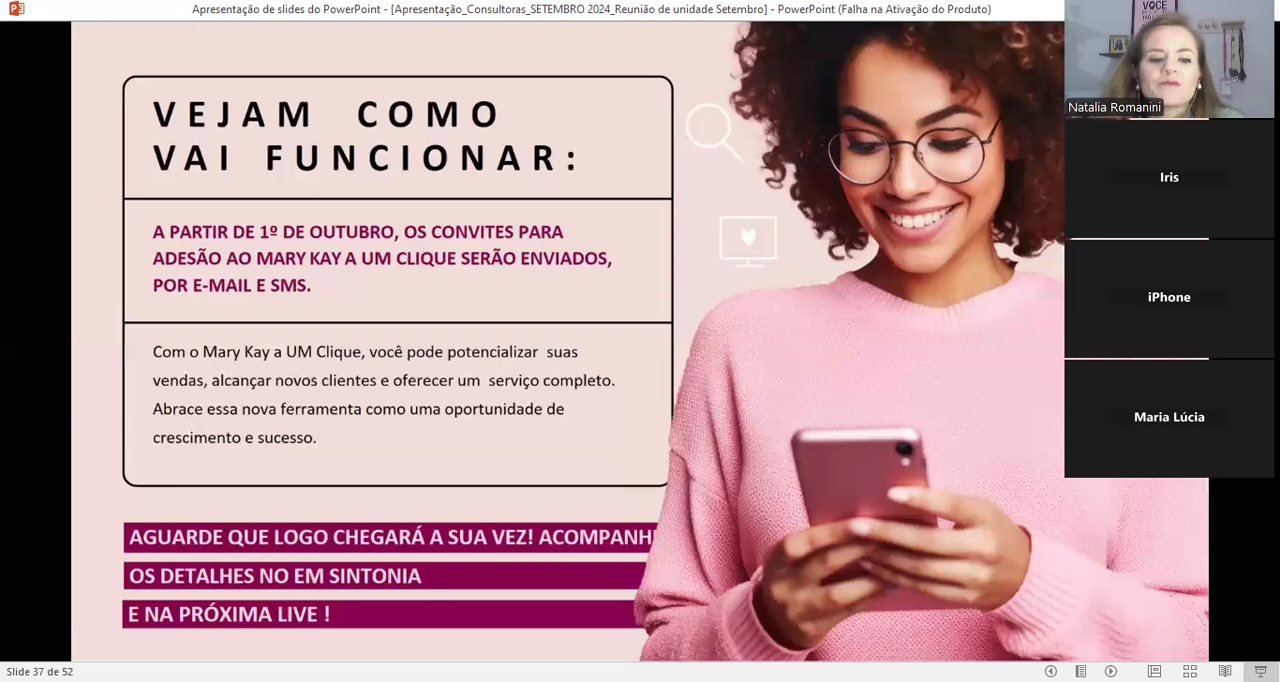 Apresentação de slides do PowerPoint - [Apresentação_Consultoras_SETEMBRO 2024_Reunião de unidade Setembro] - PowerPoint (Falha na Ativação do Produto)
VEJAM COMO
VAI FUNCIONAR:
A PARTIR DE 1º DE OUTUBRO, OS CONVITES PARA
ADESÃO AO MARY KAY A UM CLIQUE SERÃO ENVIADOS,
POR E-MAIL E SMS.
Com o Mary Kay a UM Clique, você pode potencializar suas
vendas, alcançar novos clientes e oferecer um serviço completo.
Abrace essa nova ferramenta como uma oportunidade de
crescimento e sucesso.
AGUARDE QUE LOGO CHEGARÁ A SUA VEZ! ACOMPANH
OS DETALHES NO EM SINTONIA
E NA PRÓXIMA LIVE !
VOCÊ
Natalia Romanini
Iris
iPhone
Maria Lúcia
Slide 37 de 52